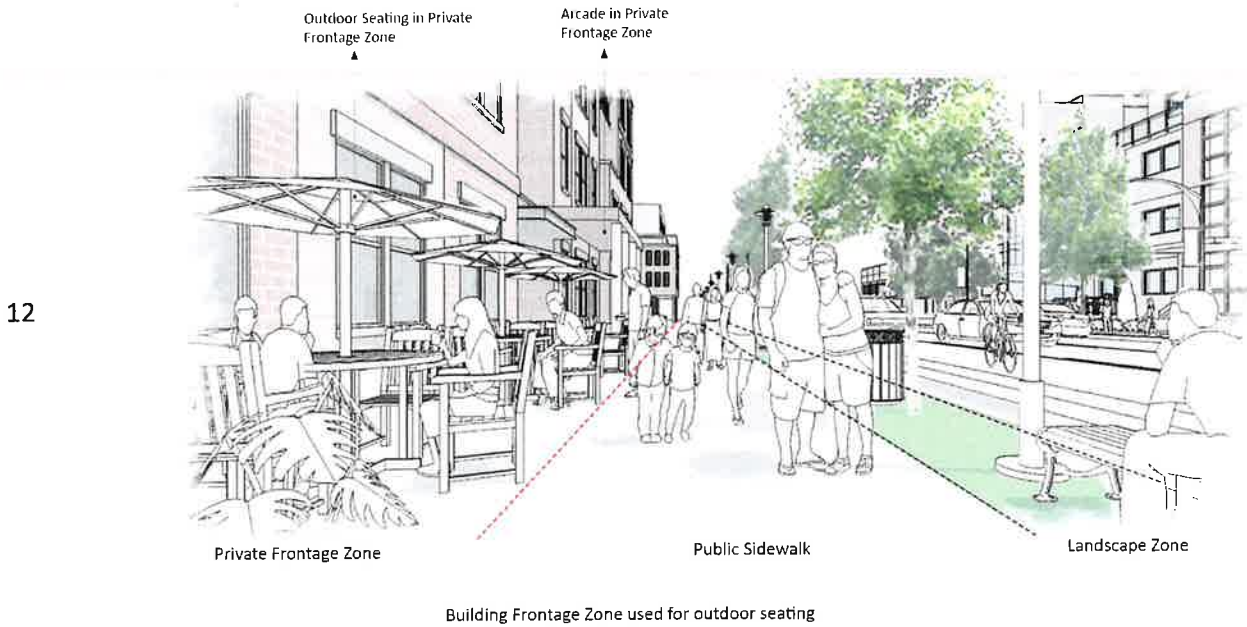 Outdoor Seating in Private
Frontage Zone
Arcade in Private
Frontage Zone
12
Private Frontage Zone
Public Sidewalk
Landscape Zone
Building Frontage Zone used for outdoor seating